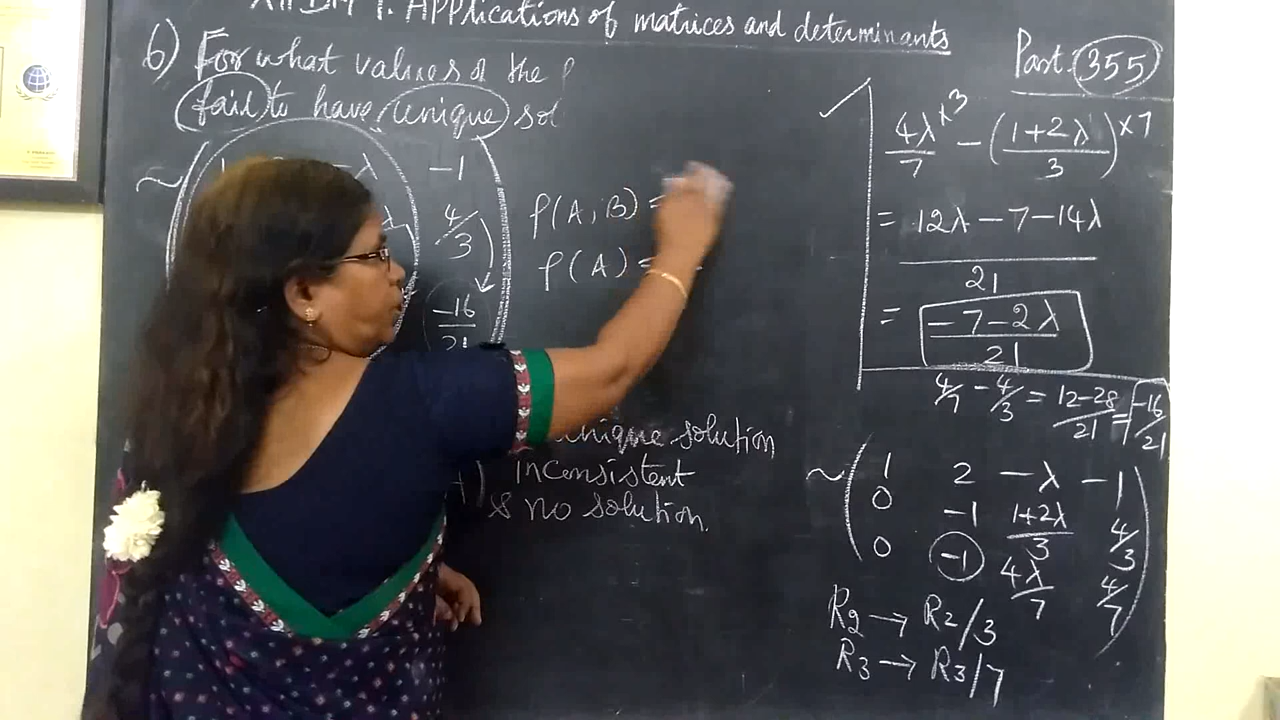 XII BM 1. Applications of matrices and determinants
Part: 355
6) For what values of the
fail to have unique sol
~ -λ -1
4/3
-16/21
ρ(A, B) =
ρ(A) =
unique solution
A) inconsistent
& no solution.
4λ/7 ×3 - (1+2λ/3) ×7
= 12λ - 7 - 14λ
21
= -7-2λ/21
4/7 - 4/3 = 12-28/21 = -16/21
~ ( 1 2 -λ -1
0 -1 1+2λ/3 4/3
0 -1 4λ/7 4/7 )
R2 → R2/3
R3 → R3/7